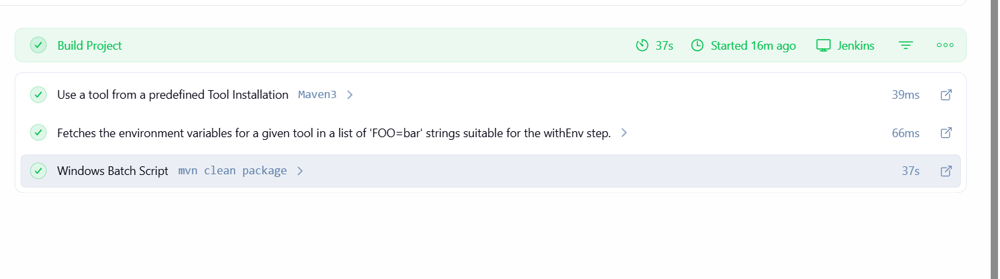 Build Project 37s Started 16m ago Jenkins
Use a tool from a predefined Tool Installation Maven3 39ms
Fetches the environment variables for a given tool in a list of 'FOO=bar' strings suitable for the withEnv step. 66ms
Windows Batch Script mvn clean package 37s